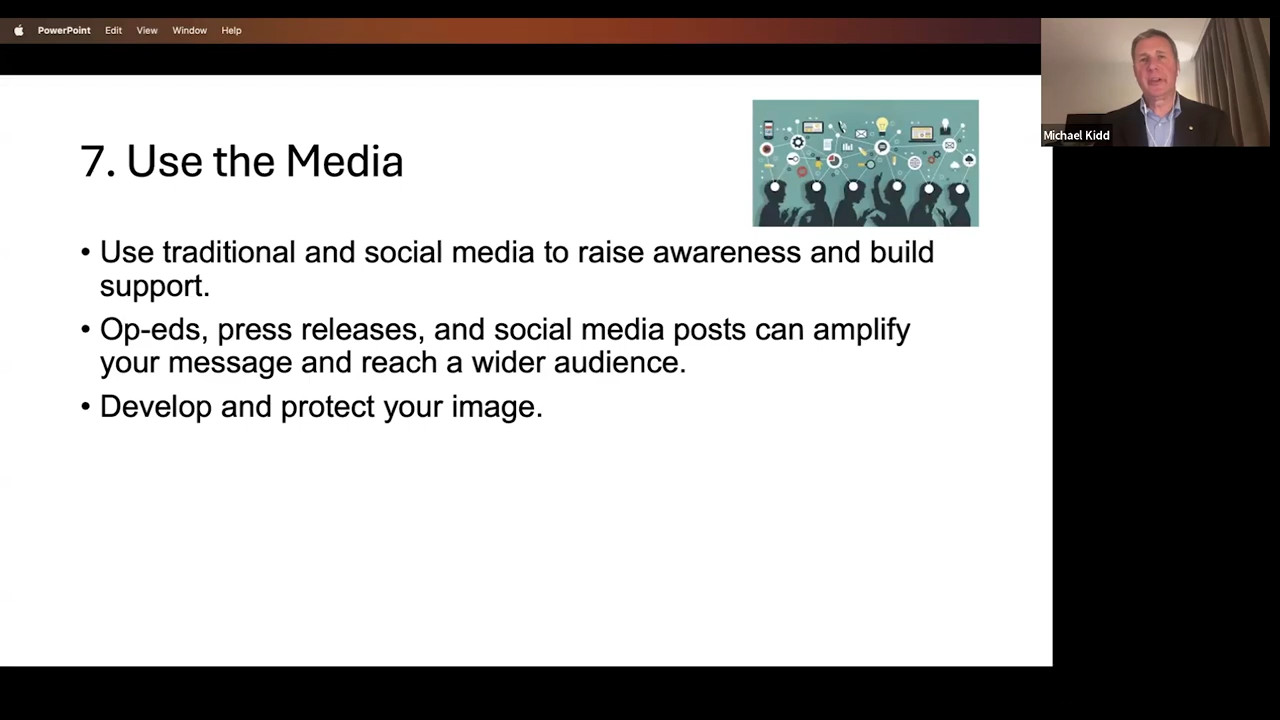 PowerPoint Edit View Window Help
Michael Kidd
7. Use the Media
• Use traditional and social media to raise awareness and build
support.
• Op-eds, press releases, and social media posts can amplify
your message and reach a wider audience.
• Develop and protect your image.